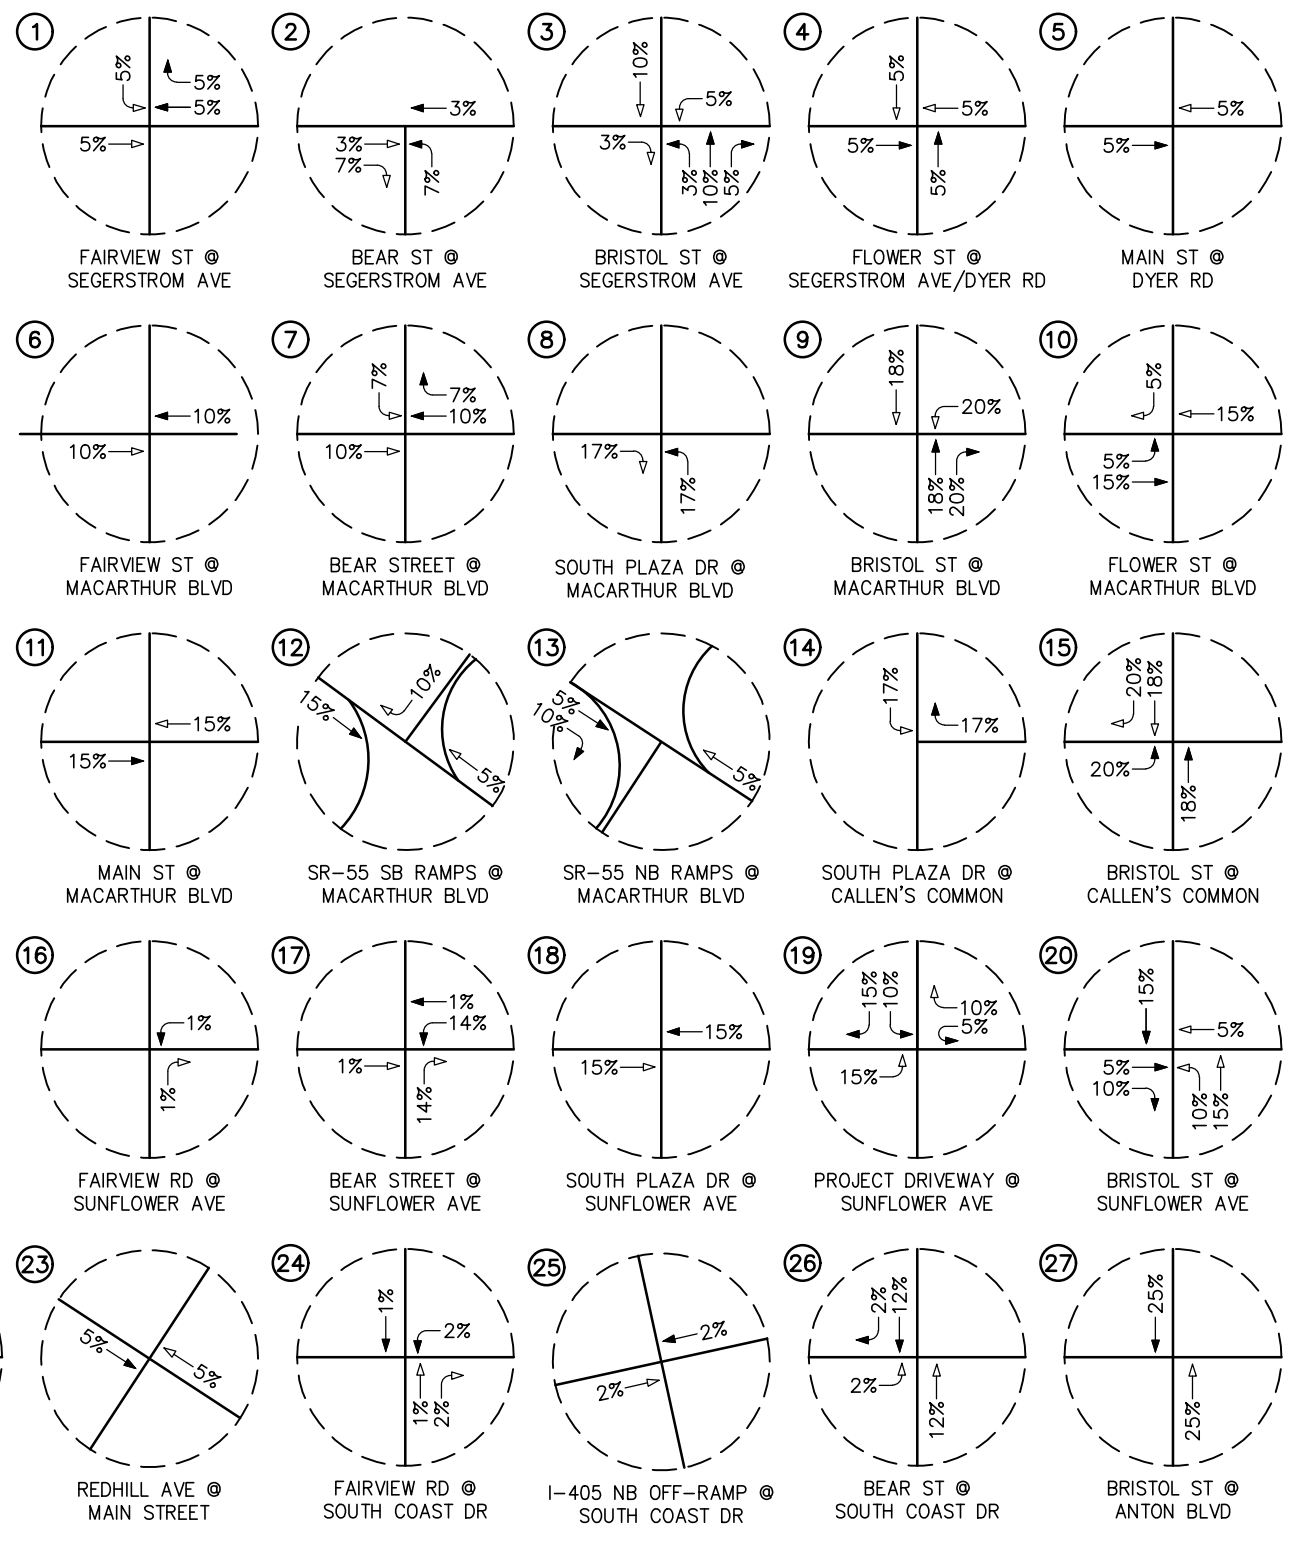 1
5%
5%
5%
5%
FAIRVIEW ST @
SEGERSTROM AVE
2
3%
3%
7%
7%
BEAR ST @
SEGERSTROM AVE
3
10%
5%
3%
3%
10%
5%
BRISTOL ST @
SEGERSTROM AVE
4
5%
5%
5%
5%
FLOWER ST @
SEGERSTROM AVE/DYER RD
5
5%
5%
MAIN ST @
DYER RD
6
10%
10%
FAIRVIEW ST @
MACARTHUR BLVD
7
7%
7%
10%
10%
BEAR STREET @
MACARTHUR BLVD
8
17%
17%
SOUTH PLAZA DR @
MACARTHUR BLVD
9
18%
20%
18%
20%
BRISTOL ST @
MACARTHUR BLVD
10
5%
15%
5%
15%
FLOWER ST @
MACARTHUR BLVD
11
15%
15%
MAIN ST @
MACARTHUR BLVD
12
15%
10%
5%
SR-55 SB RAMPS @
MACARTHUR BLVD
13
5%
10%
5%
SR-55 NB RAMPS @
MACARTHUR BLVD
14
17%
17%
SOUTH PLAZA DR @
CALLEN'S COMMON
15
20%
18%
20%
18%
BRISTOL ST @
CALLEN'S COMMON
16
1%
1%
FAIRVIEW RD @
SUNFLOWER AVE
17
1%
14%
1%
14%
BEAR STREET @
SUNFLOWER AVE
18
15%
15%
SOUTH PLAZA DR @
SUNFLOWER AVE
19
15%
10%
10%
5%
15%
PROJECT DRIVEWAY @
SUNFLOWER AVE
20
15%
5%
5%
10%
10%
15%
BRISTOL ST @
SUNFLOWER AVE
23
5%
5%
REDHILL AVE @
MAIN STREET
24
1%
2%
1%
2%
FAIRVIEW RD @
SOUTH COAST DR
25
2%
2%
I-405 NB OFF-RAMP @
SOUTH COAST DR
26
2%
12%
2%
12%
BEAR ST @
SOUTH COAST DR
27
25%
25%
BRISTOL ST @
ANTON BLVD